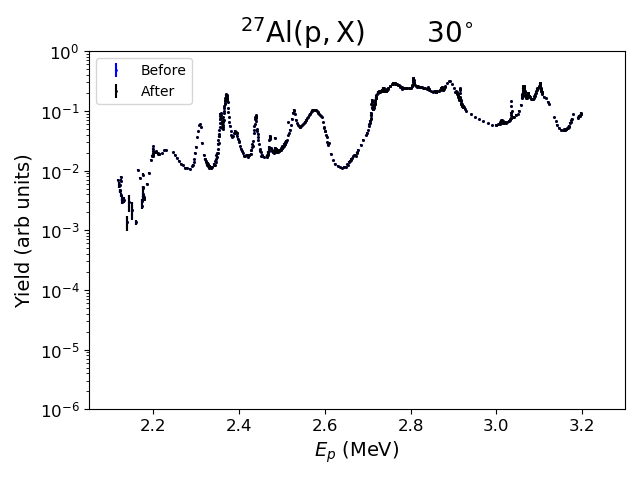 ²⁷Al(p, X) 30°
Before
After
10⁰
10⁻¹
10⁻²
10⁻³
10⁻⁴
10⁻⁵
10⁻⁶
Yield (arb units)
2.2 2.4 2.6 2.8 3.0 3.2
Eₚ (MeV)